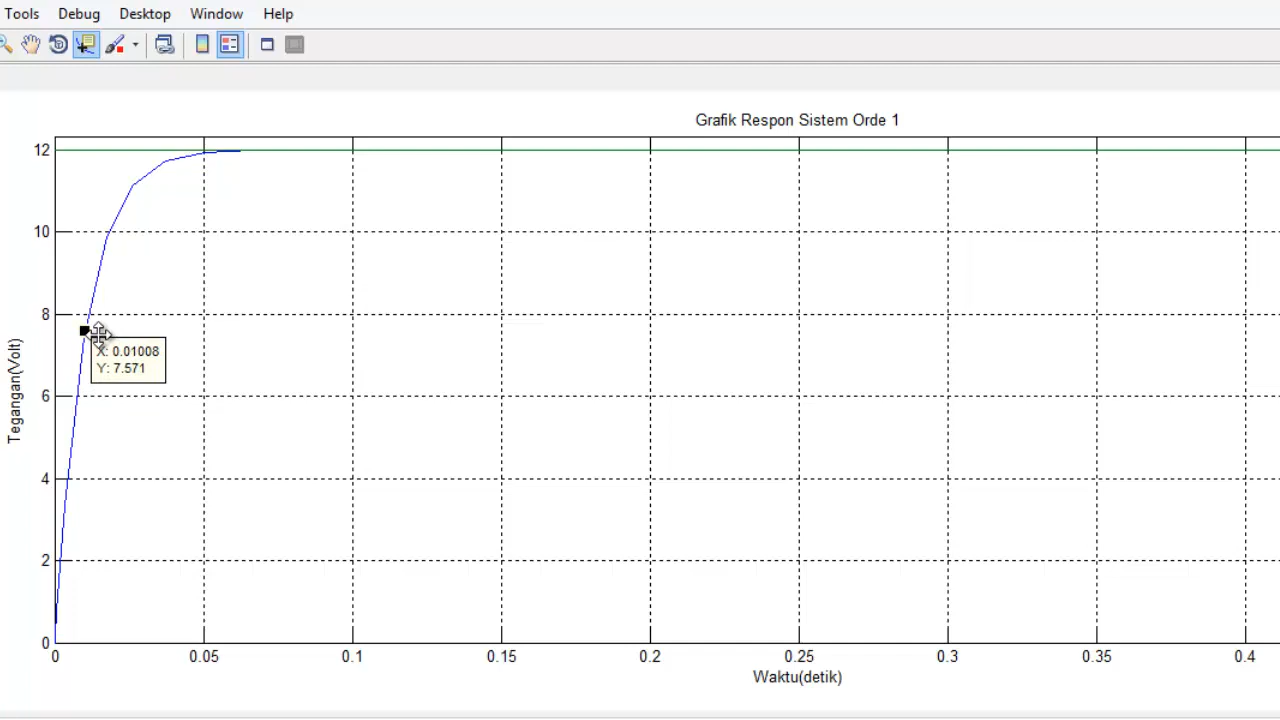 Tools Debug Desktop Window Help
Grafik Respon Sistem Orde 1
12
10
8
X: 0.01008
Y: 7.571
6
4
2
0
Tegangan(Volt)
0 0.05 0.1 0.15 0.2 0.25 0.3 0.35 0.4
Waktu(detik)